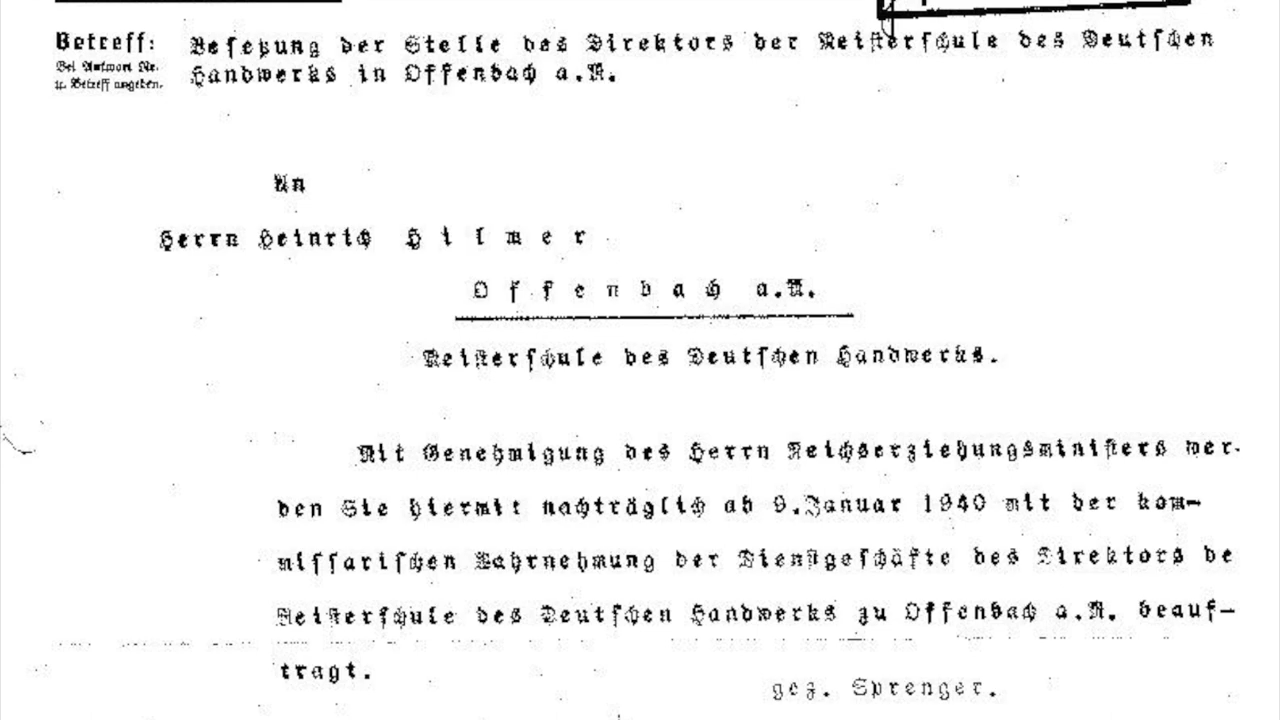 Betreff: Besetzung der Stelle des Direktors der Meisterschule des Deutschen
Bei Antwort Nr. Handwerks in Offenbach a.M.
u. Betreff angeben.
An
Herrn Heinrich Hilmer
Offenbach a.M.
Meisterschule des Deutschen Handwerks.
Mit Genehmigung des Herrn Reichserziehungsministers wer-
den Sie hiermit nachträglich ab 9.Januar 1940 mit der kom-
missarischen Wahrnehmung der Dienstgeschäfte des Direktors de
Meisterschule des Deutschen Handwerks zu Offenbach a.M. beauf-
tragt.
gez. Sprenger.